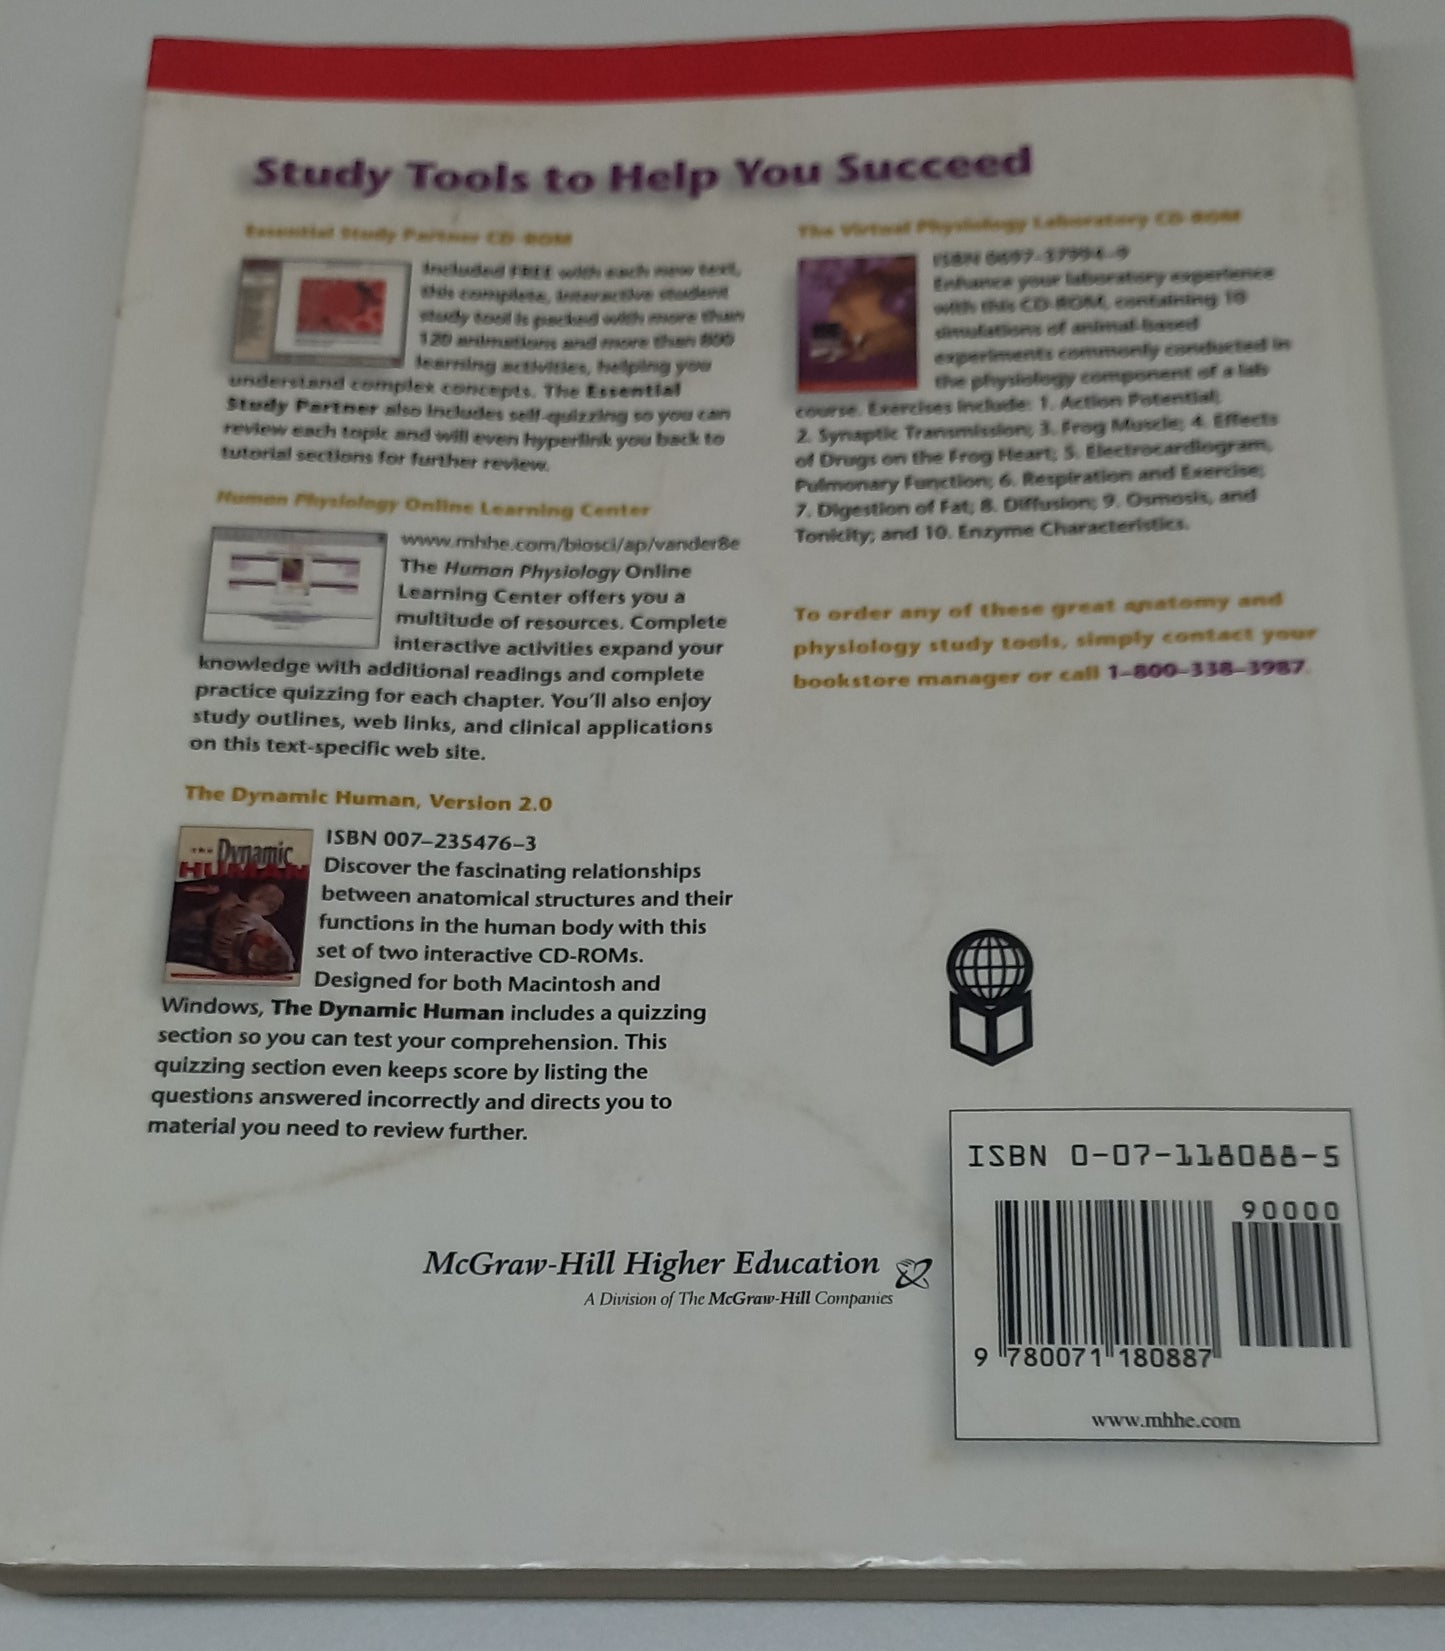 Study Tools to Help You Succeed
Essential Study Partner CD-ROM
Included FREE with each new text,
this complete, interactive student
study tool is packed with more than
120 animations and more than 800
learning activities, helping you
understand complex concepts. The Essential
Study Partner also includes self-quizzing so you can
review each topic and will even hyperlink you back to
tutorial sections for further review.
Human Physiology Online Learning Center
www.mhhe.com/biosci/ap/vander8e
The Human Physiology Online
Learning Center offers you a
multitude of resources. Complete
interactive activities expand your
knowledge with additional readings and complete
practice quizzing for each chapter. You'll also enjoy
study outlines, web links, and clinical applications
on this text-specific web site.
The Dynamic Human, Version 2.0
the Dynamic
HUMAN
ISBN 007-235476-3
Discover the fascinating relationships
between anatomical structures and their
functions in the human body with this
set of two interactive CD-ROMs.
Designed for both Macintosh and
Windows, The Dynamic Human includes a quizzing
section so you can test your comprehension. This
quizzing section even keeps score by listing the
questions answered incorrectly and directs you to
material you need to review further.
The Virtual Physiology Laboratory CD-ROM
ISBN 0697-37994-9
Enhance your laboratory experience
with this CD-ROM, containing 10
simulations of animal-based
experiments commonly conducted in
the physiology component of a lab
course. Exercises include: 1. Action Potential;
2. Synaptic Transmission; 3. Frog Muscle; 4. Effects
of Drugs on the Frog Heart; 5. Electrocardiogram,
Pulmonary Function; 6. Respiration and Exercise;
7. Digestion of Fat; 8. Diffusion; 9. Osmosis, and
Tonicity; and 10. Enzyme Characteristics.
To order any of these great anatomy and
physiology study tools, simply contact your
bookstore manager or call 1-800-338-3987.
ISBN 0-07-118088-5
90000
9 780071 180887
www.mhhe.com
McGraw-Hill Higher Education
A Division of The McGraw-Hill Companies